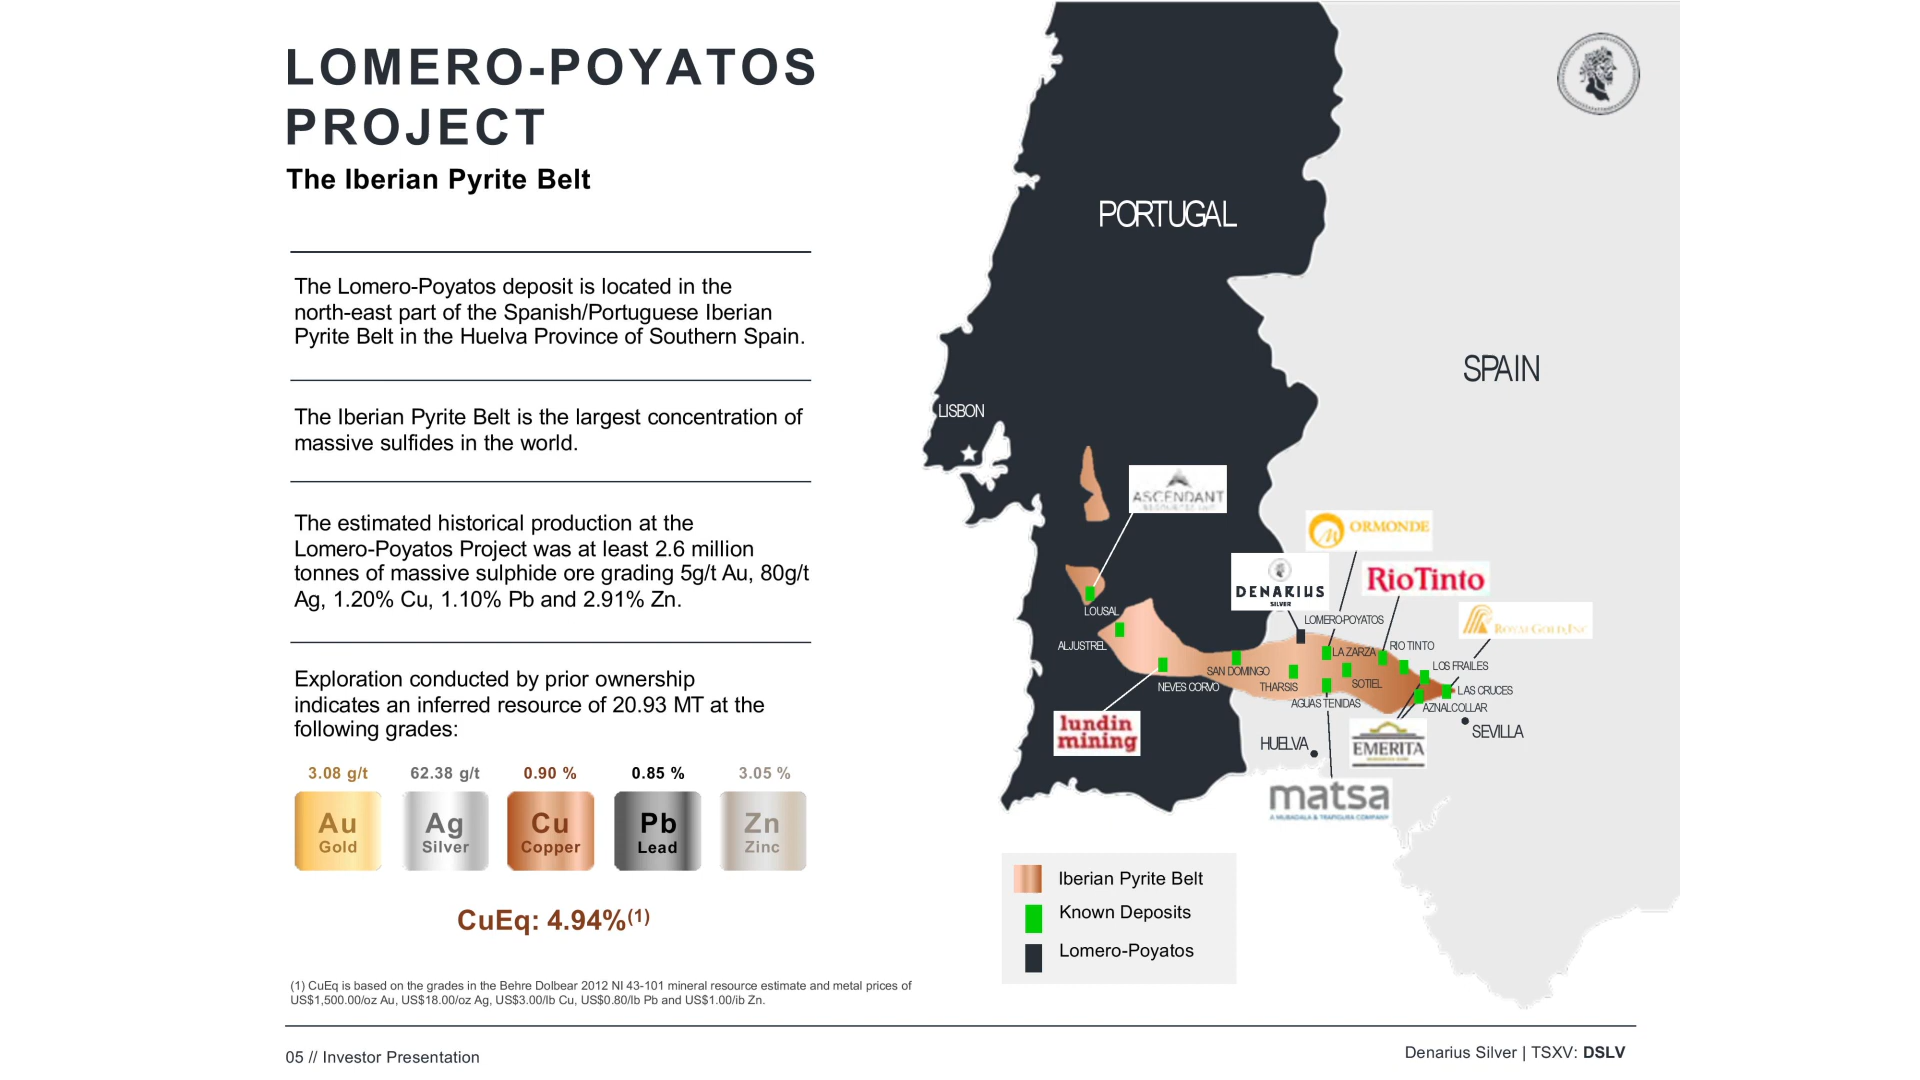 LOMERO-POYATOS
PROJECT
The Iberian Pyrite Belt
The Lomero-Poyatos deposit is located in the
north-east part of the Spanish/Portuguese Iberian
Pyrite Belt in the Huelva Province of Southern Spain.
The Iberian Pyrite Belt is the largest concentration of
massive sulfides in the world.
The estimated historical production at the
Lomero-Poyatos Project was at least 2.6 million
tonnes of massive sulphide ore grading 5g/t Au, 80g/t
Ag, 1.20% Cu, 1.10% Pb and 2.91% Zn.
Exploration conducted by prior ownership
indicates an inferred resource of 20.93 MT at the
following grades:
3.08 g/t 62.38 g/t 0.90 % 0.85 % 3.05 %
Au Ag Cu Pb Zn
Gold Silver Copper Lead Zinc
CuEq: 4.94%(1)
(1) CuEq is based on the grades in the Behre Dolbear 2012 NI 43-101 mineral resource estimate and metal prices of
US$1,500.00/oz Au, US$18.00/oz Ag, US$3.00/lb Cu, US$0.80/lb Pb and US$1.00/ib Zn.
PORTUGAL
SPAIN
LISBON
ASCENDANT
ORMONDE
DENARIUS
SILVER
RioTinto
ROYAL GOLD, INC
LOUSAL
LOMERO-POYATOS
ALJUSTREL
LA ZARZA
RIO TINTO
SAN DOMINGO
LOS FRAILES
NEVES CORVO
THARSIS
SOTIEL
LAS CRUCES
AGUAS TENIDAS
AZNALCOLLAR
lundin
mining
HUELVA
EMERITA
SEVILLA
matsa
A MUBADALA & TRAFIGURA COMPANY
Iberian Pyrite Belt
Known Deposits
Lomero-Poyatos
05 // Investor Presentation
Denarius Silver | TSXV: DSLV